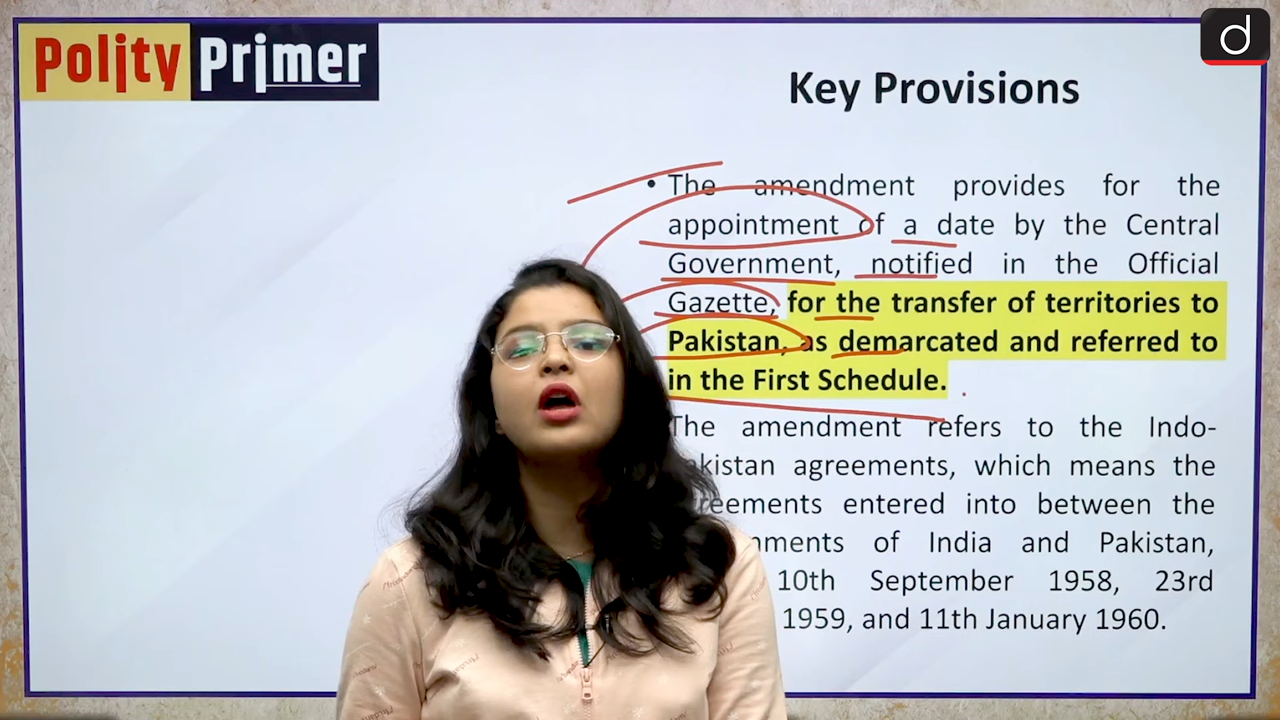 Polity Primer
d
Key Provisions
• The amendment provides for the
appointment of a date by the Central
Government, notified in the Official
Gazette, for the transfer of territories to
Pakistan, as demarcated and referred to
in the First Schedule.
The amendment refers to the Indo-
agreements, which means the
entered into between the
of India and Pakistan,
10th September 1958, 23rd
1959, and 11th January 1960.